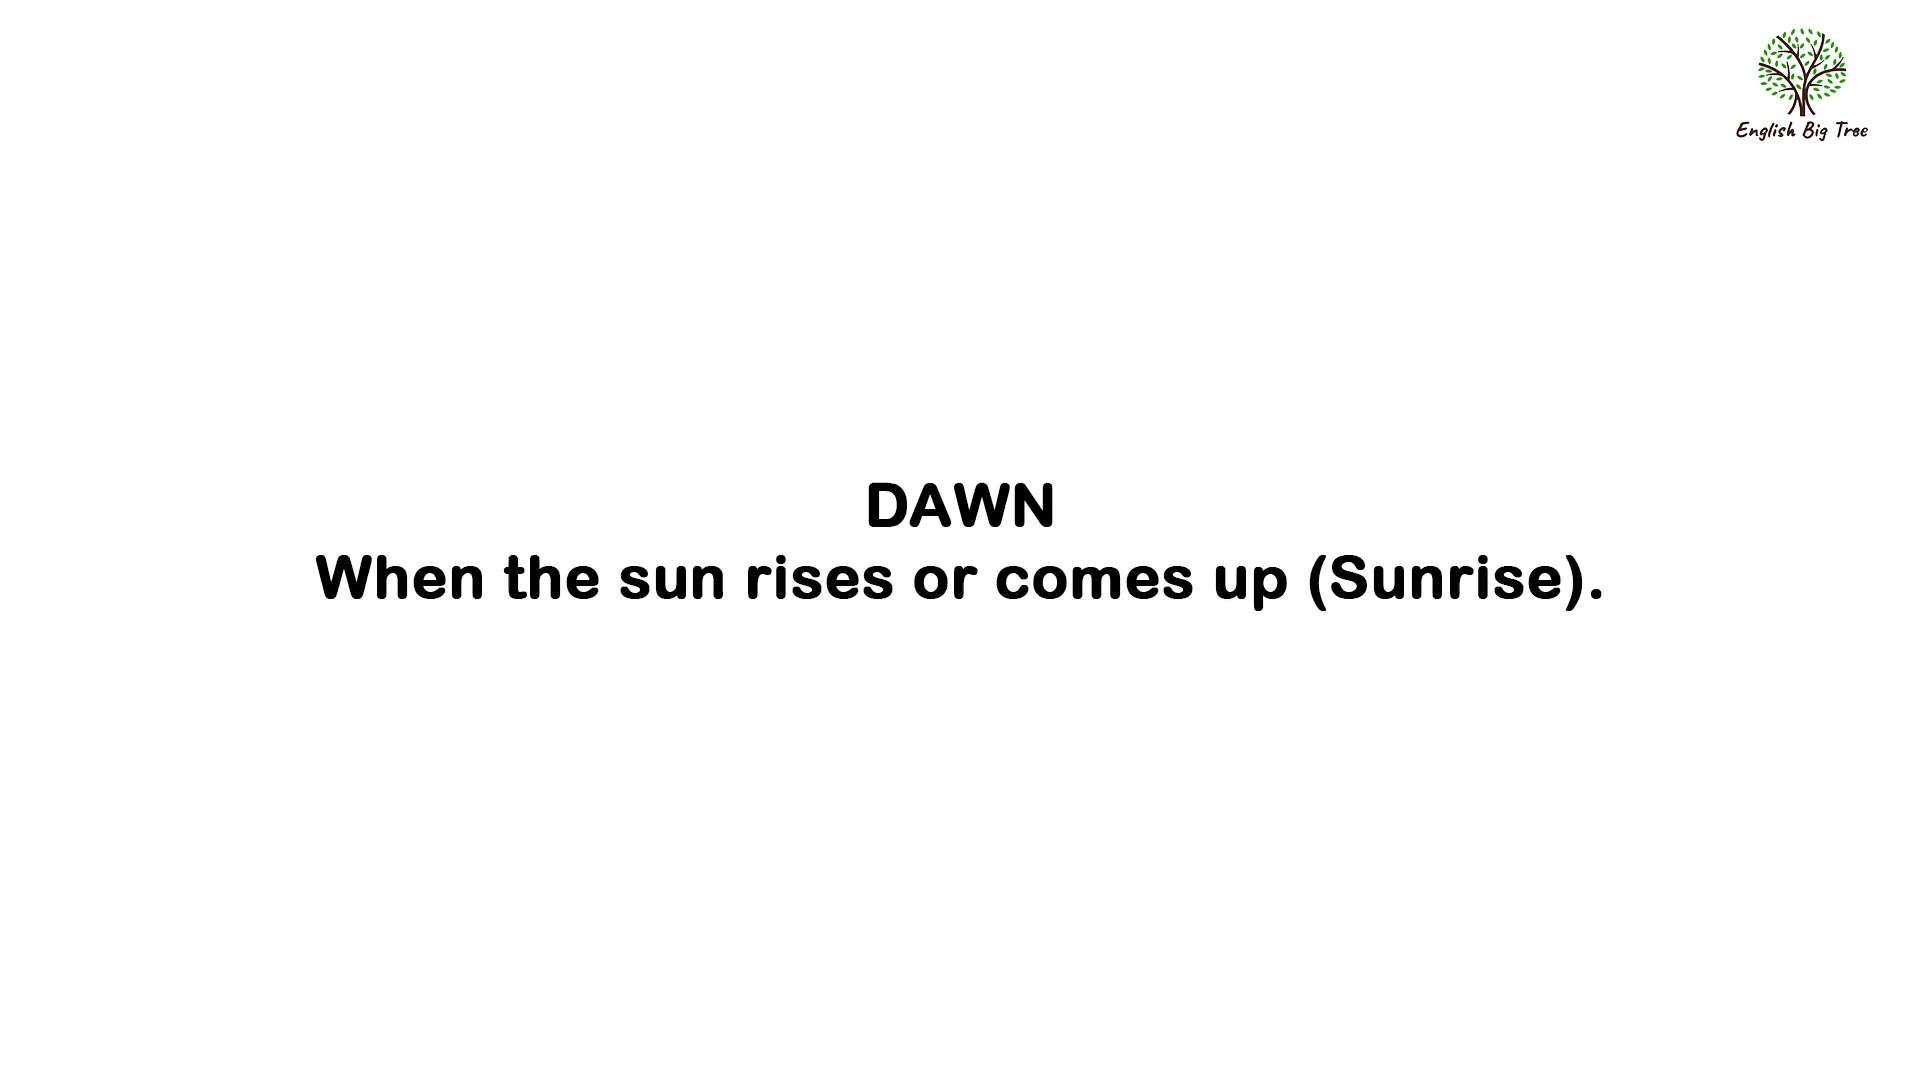 English Big Tree
DAWN
When the sun rises or comes up (Sunrise).